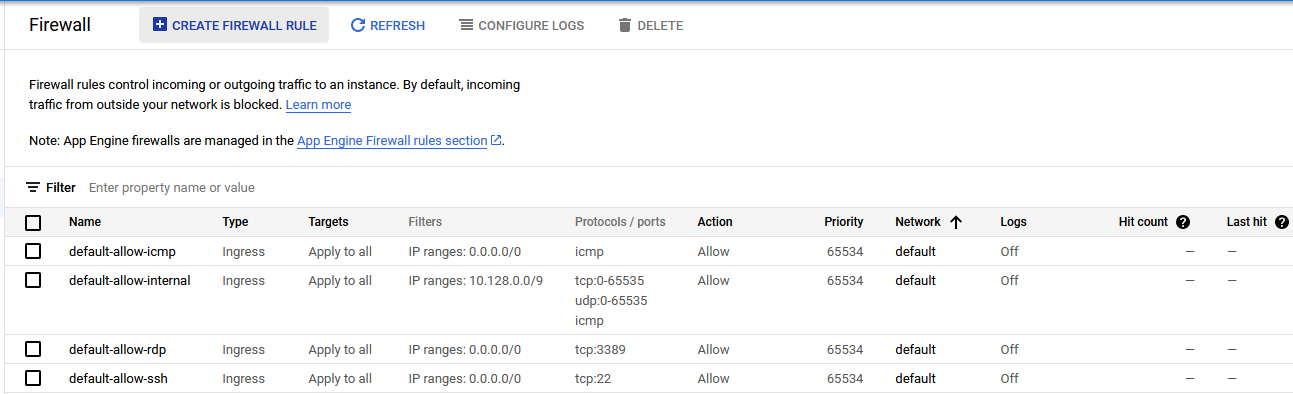 Firewall CREATE FIREWALL RULE REFRESH CONFIGURE LOGS DELETE
Firewall rules control incoming or outgoing traffic to an instance. By default, incoming
traffic from outside your network is blocked. Learn more
Note: App Engine firewalls are managed in the App Engine Firewall rules section.
Filter Enter property name or value
Name Type Targets Filters Protocols / ports Action Priority Network Logs Hit count Last hit
default-allow-icmp Ingress Apply to all IP ranges: 0.0.0.0/0 icmp Allow 65534 default Off — —
default-allow-internal Ingress Apply to all IP ranges: 10.128.0.0/9 tcp:0-65535 Allow 65534 default Off — —
udp:0-65535
icmp
default-allow-rdp Ingress Apply to all IP ranges: 0.0.0.0/0 tcp:3389 Allow 65534 default Off — —
default-allow-ssh Ingress Apply to all IP ranges: 0.0.0.0/0 tcp:22 Allow 65534 default Off — —